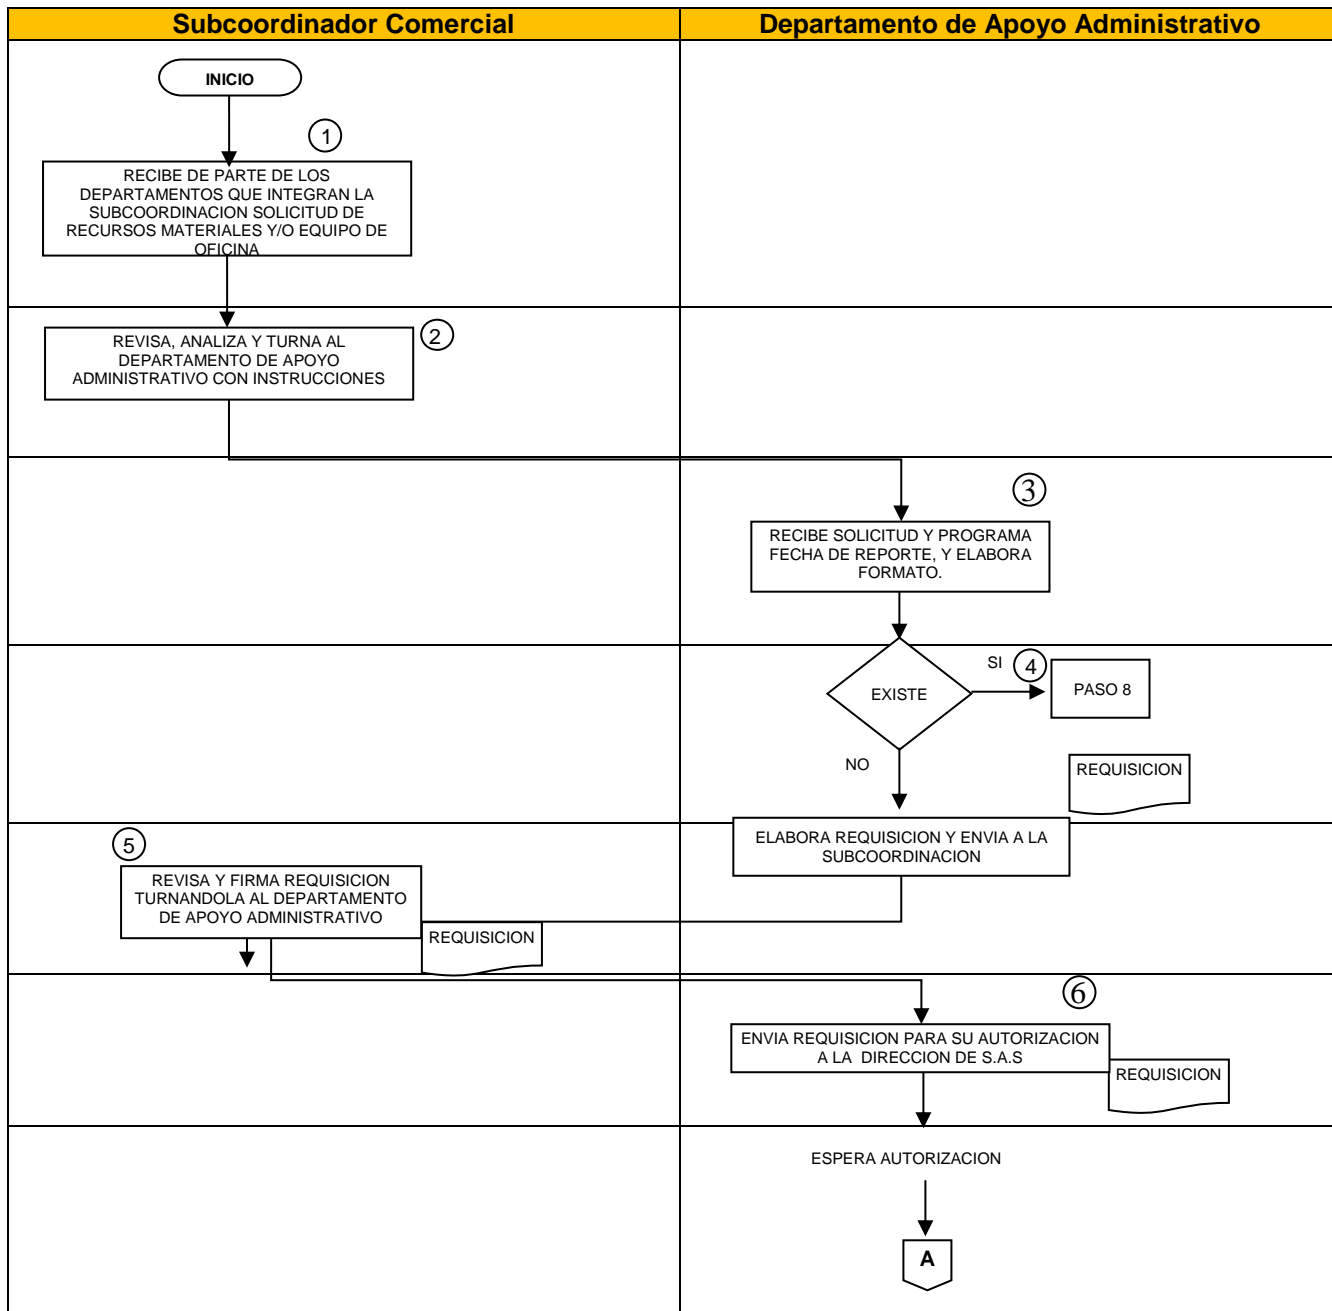 Subcoordinador Comercial
Departamento de Apoyo Administrativo
INICIO
1
RECIBE DE PARTE DE LOS
DEPARTAMENTOS QUE INTEGRAN LA
SUBCOORDINACION SOLICITUD DE
RECURSOS MATERIALES Y/O EQUIPO DE
OFICINA
2
REVISA, ANALIZA Y TURNA AL
DEPARTAMENTO DE APOYO
ADMINISTRATIVO CON INSTRUCCIONES
3
RECIBE SOLICITUD Y PROGRAMA
FECHA DE REPORTE, Y ELABORA
FORMATO.
SI
4
EXISTE
PASO 8
NO
REQUISICION
ELABORA REQUISICION Y ENVIA A LA
SUBCOORDINACION
5
REVISA Y FIRMA REQUISICION
TURNANDOLA AL DEPARTAMENTO
DE APOYO ADMINISTRATIVO
REQUISICION
6
ENVIA REQUISICION PARA SU AUTORIZACION
A LA DIRECCION DE S.A.S
REQUISICION
ESPERA AUTORIZACION
A